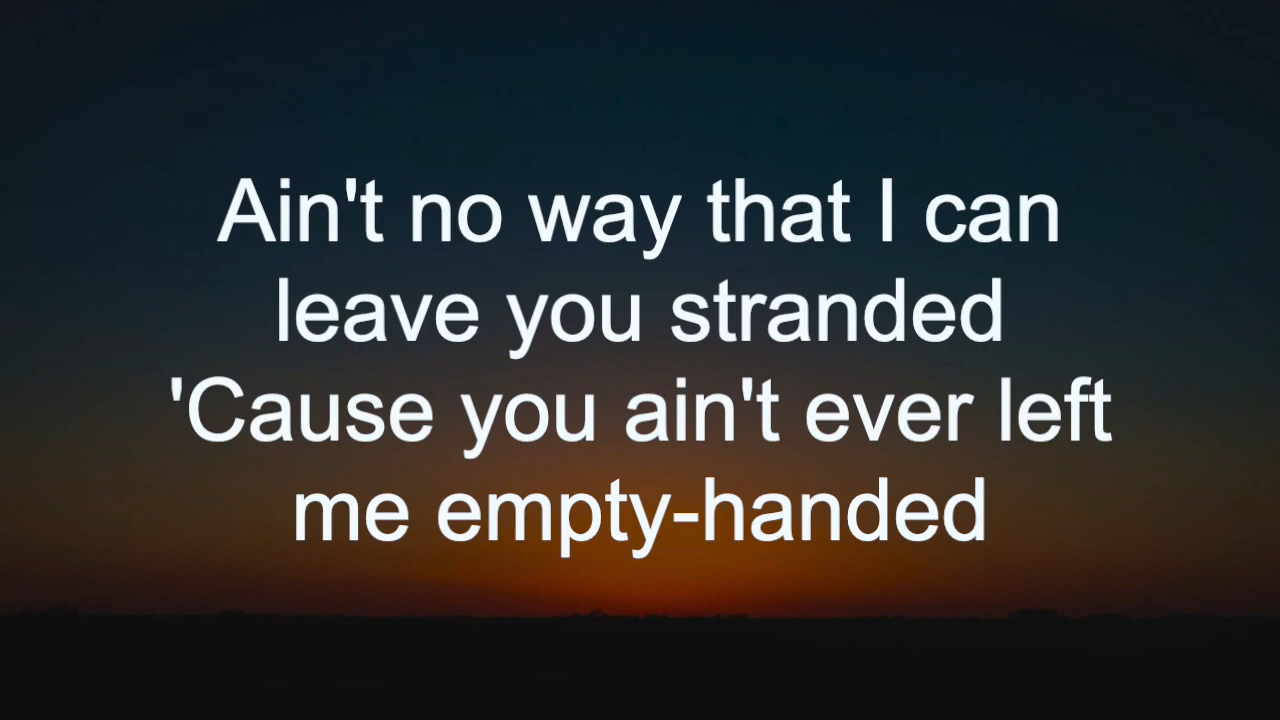 Ain't no way that I can
leave you stranded
'Cause you ain't ever left
me empty-handed